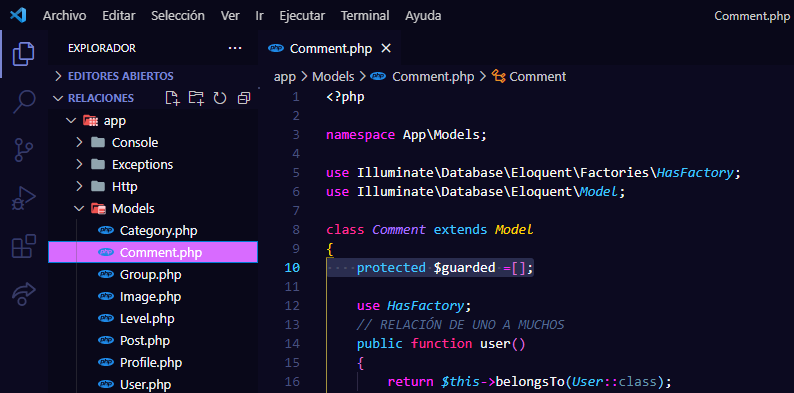 Archivo Editar Selección Ver Ir Ejecutar Terminal Ayuda Comment.php
EXPLORADOR ...
EDITORES ABIERTOS
RELACIONES
app
Console
Exceptions
Http
Models
Category.php
Comment.php
Group.php
Image.php
Level.php
Post.php
Profile.php
User.php
Comment.php
app > Models > Comment.php > Comment
1 <?php
2
3 namespace App\Models;
4
5 use Illuminate\Database\Eloquent\Factories\HasFactory;
6 use Illuminate\Database\Eloquent\Model;
7
8 class Comment extends Model
9 {
10 protected $guarded =[];
11
12 use HasFactory;
13 // RELACIÓN DE UNO A MUCHOS
14 public function user()
15 {
16 return $this->belongsTo(User::class);